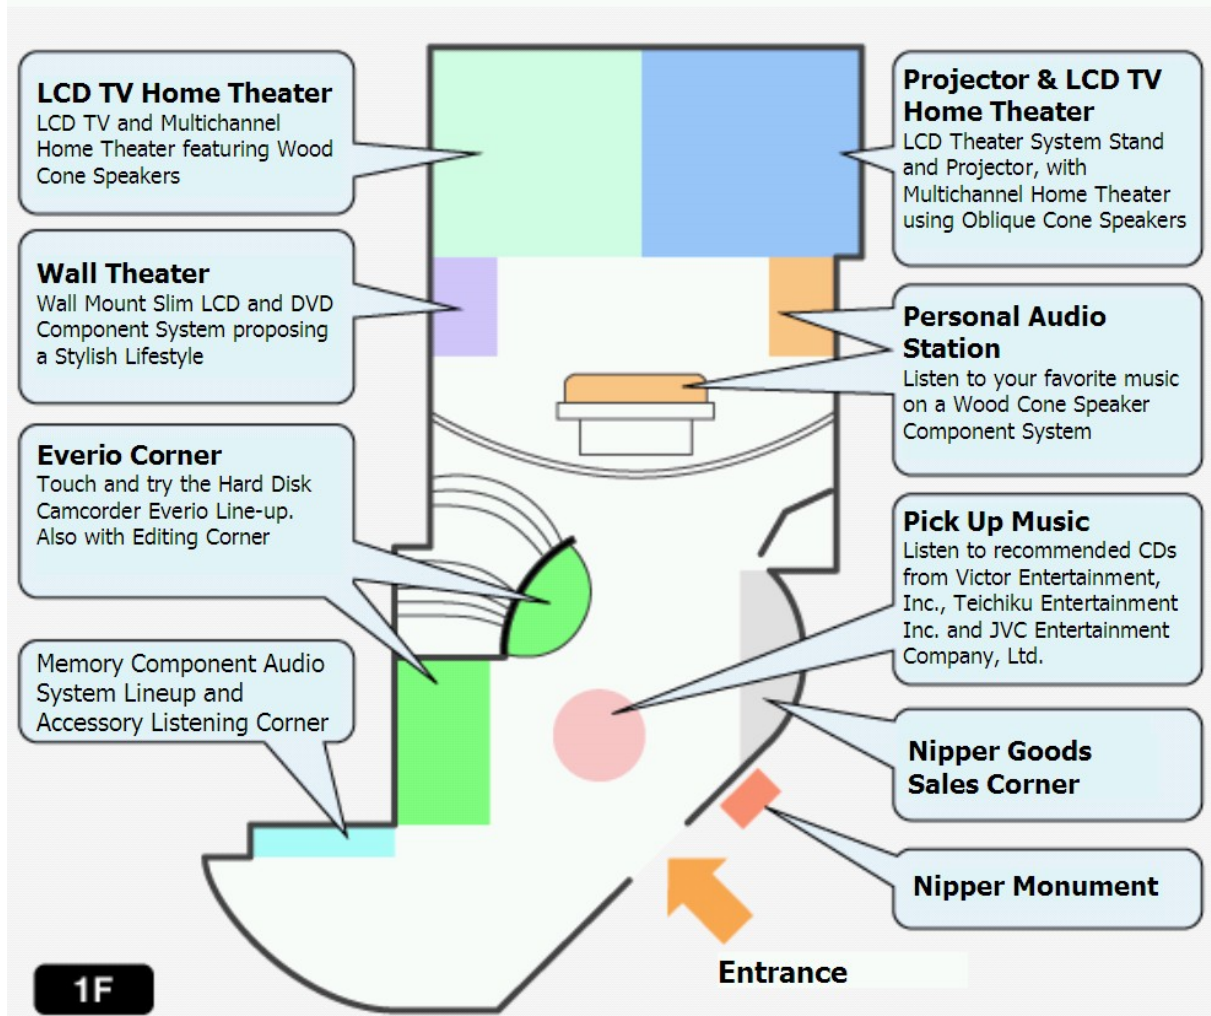 LCD TV Home Theater
LCD TV and Multichannel
Home Theater featuring Wood
Cone Speakers
Wall Theater
Wall Mount Slim LCD and DVD
Component System proposing
a Stylish Lifestyle
Everio Corner
Touch and try the Hard Disk
Camcorder Everio Line-up.
Also with Editing Corner
Memory Component Audio
System Lineup and
Accessory Listening Corner
Projector & LCD TV
Home Theater
LCD Theater System Stand
and Projector, with
Multichannel Home Theater
using Oblique Cone Speakers
Personal Audio
Station
Listen to your favorite music
on a Wood Cone Speaker
Component System
Pick Up Music
Listen to recommended CDs
from Victor Entertainment,
Inc., Teichiku Entertainment
Inc. and JVC Entertainment
Company, Ltd.
Nipper Goods
Sales Corner
Nipper Monument
Entrance
1F